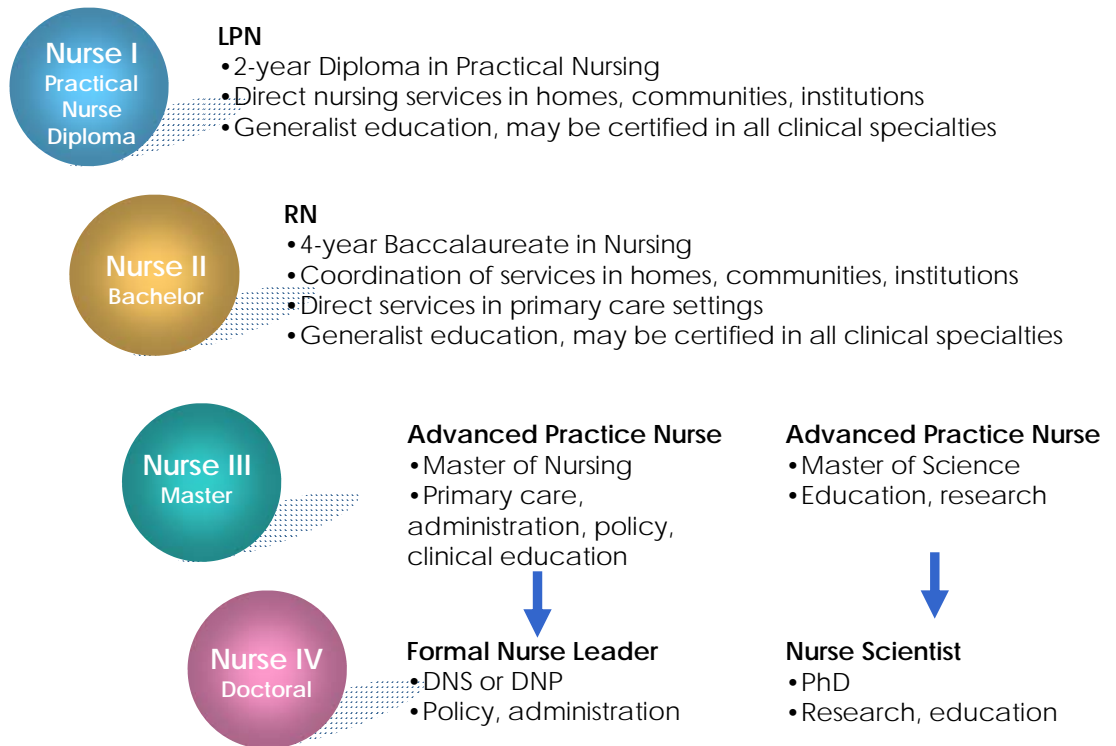 Nurse I
Practical
Nurse
Diploma
LPN
•2-year Diploma in Practical Nursing
•Direct nursing services in homes, communities, institutions
•Generalist education, may be certified in all clinical specialties
Nurse II
Bachelor
RN
•4-year Baccalaureate in Nursing
•Coordination of services in homes, communities, institutions
•Direct services in primary care settings
•Generalist education, may be certified in all clinical specialties
Nurse III
Master
Advanced Practice Nurse
•Master of Nursing
•Primary care,
administration, policy,
clinical education
Advanced Practice Nurse
•Master of Science
•Education, research
Nurse IV
Doctoral
Formal Nurse Leader
•DNS or DNP
•Policy, administration
Nurse Scientist
•PhD
•Research, education